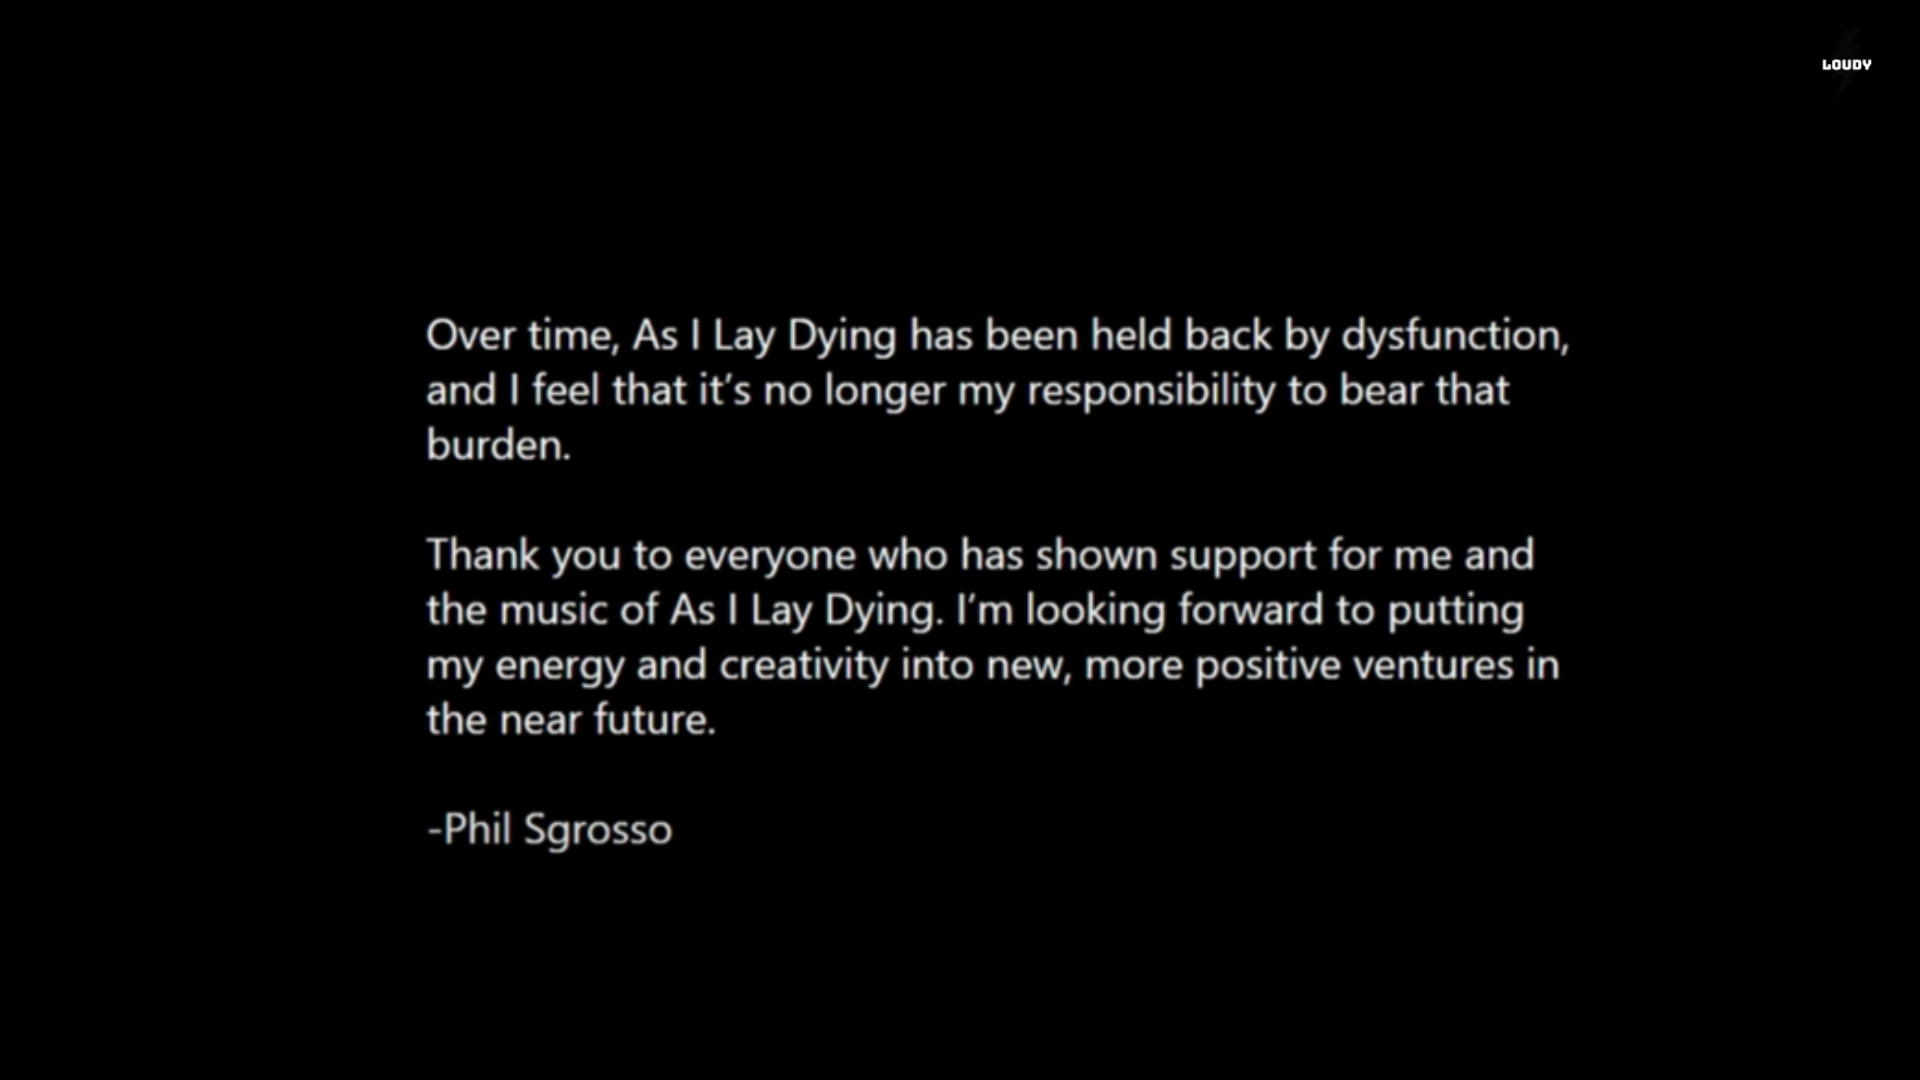 LOUDY
Over time, As I Lay Dying has been held back by dysfunction,
and I feel that it’s no longer my responsibility to bear that
burden.
Thank you to everyone who has shown support for me and
the music of As I Lay Dying. I’m looking forward to putting
my energy and creativity into new, more positive ventures in
the near future.
-Phil Sgrosso